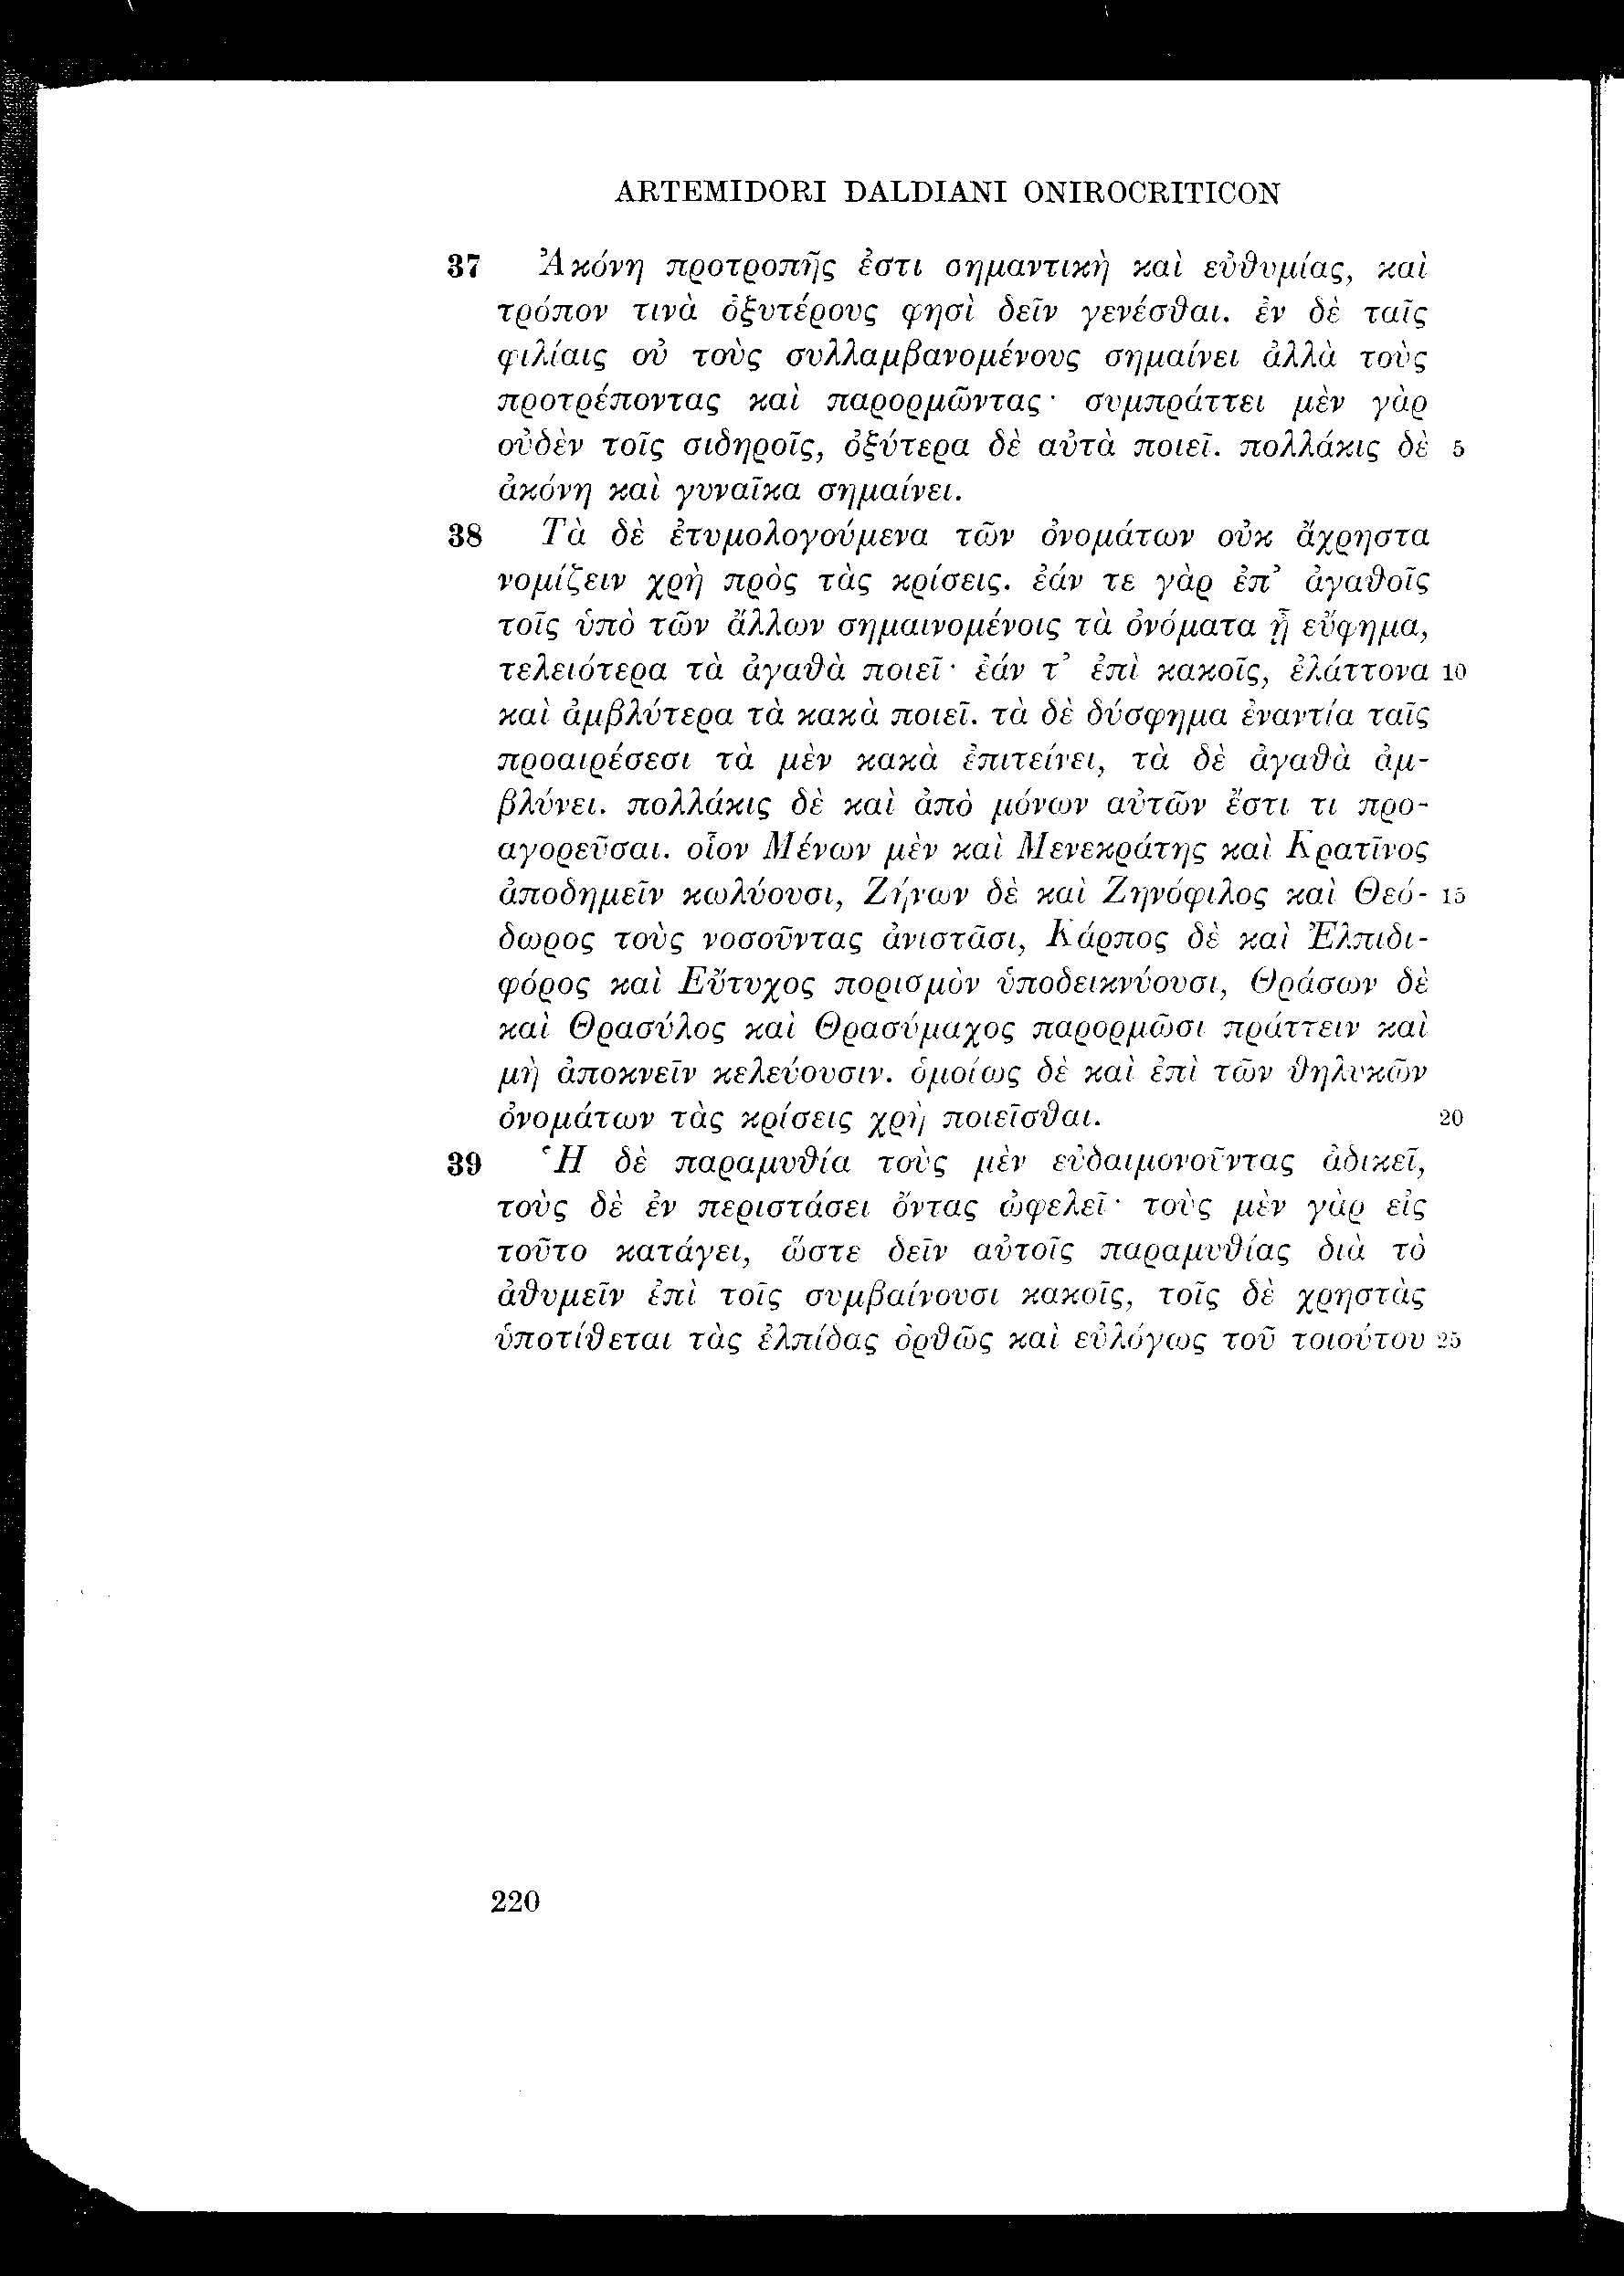 ARTEMIDORI DALDIANI ONIROCRITICON
37 Ἀκόνη προτροπῆς ἐστι σημαντικὴ καὶ εὐθυμίας, καὶ
τρόπον τινὰ ὀξυτέρους φησὶ δεῖν γενέσθαι. ἐν δὲ ταῖς
φιλίαις οὐ τοὺς συλλαμβανομένους σημαίνει ἀλλὰ τοὺς
προτρέποντας καὶ παρορμῶντας· συμπράττει μὲν γὰρ
οὐδὲν τοῖς σιδηροῖς, ὀξύτερα δὲ αὐτὰ ποιεῖ. πολλάκις δὲ 5
ἀκόνη καὶ γυναῖκα σημαίνει.
38 Τὰ δὲ ἐτυμολογούμενα τῶν ὀνομάτων οὐκ ἄχρηστα
νομίζειν χρὴ πρὸς τὰς κρίσεις. ἐάν τε γὰρ ἐπ’ ἀγαθοῖς
τοῖς ὑπὸ τῶν ἄλλων σημαινομένοις τὰ ὀνόματα ᾖ εὔφημα,
τελειότερα τὰ ἀγαθὰ ποιεῖ· ἐάν τ’ ἐπὶ κακοῖς, ἐλάττονα 10
καὶ ἀμβλύτερα τὰ κακὰ ποιεῖ. τὰ δὲ δύσφημα ἐναντία ταῖς
προαιρέσεσι τὰ μὲν κακὰ ἐπιτείνει, τὰ δὲ ἀγαθὰ ἀμ-
βλύνει. πολλάκις δὲ καὶ ἀπὸ μόνων αὐτῶν ἔστι τι προ-
αγορεῦσαι. οἷον Μένων μὲν καὶ Μενεκράτης καὶ Κρατῖνος
ἀποδημεῖν κωλύουσι, Ζήνων δὲ καὶ Ζηνόφιλος καὶ Θεό- 15
δωρος τοὺς νοσοῦντας ἀνιστᾶσι, Κάρπος δὲ καὶ Ἐλπιδι-
φόρος καὶ Εὔτυχος πορισμὸν ὑποδεικνύουσι, Θράσων δὲ
καὶ Θρασύλος καὶ Θρασύμαχος παρορμῶσι πράττειν καὶ
μὴ ἀποκνεῖν κελεύουσιν. ὁμοίως δὲ καὶ ἐπὶ τῶν θηλυκῶν
ὀνομάτων τὰς κρίσεις χρὴ ποιεῖσθαι. 20
39 Ἡ δὲ παραμυθία τοὺς μὲν εὐδαιμονοῦντας ἀδικεῖ,
τοὺς δὲ ἐν περιστάσει ὄντας ὠφελεῖ· τοὺς μὲν γὰρ εἰς
τοῦτο κατάγει, ὥστε δεῖν αὐτοῖς παραμυθίας διὰ τὸ
ἀθυμεῖν ἐπὶ τοῖς συμβαίνουσι κακοῖς, τοῖς δὲ χρηστὰς
ὑποτίθεται τὰς ἐλπίδας ὀρθῶς καὶ εὐλόγως τοῦ τοιούτου 25
220